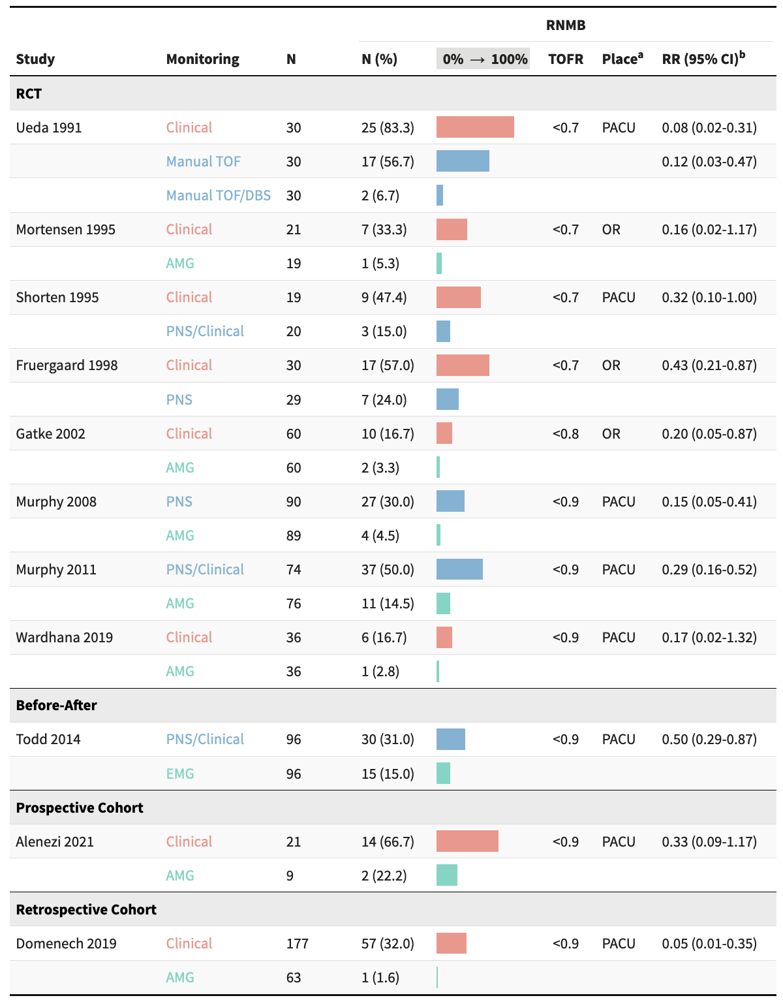 RNMB
Study Monitoring N N (%) 0% → 100% TOFR Placeᵃ RR (95% CI)ᵇ
RCT
Ueda 1991 Clinical 30 25 (83.3) <0.7 PACU 0.08 (0.02-0.31)
Manual TOF 30 17 (56.7) 0.12 (0.03-0.47)
Manual TOF/DBS 30 2 (6.7)
Mortensen 1995 Clinical 21 7 (33.3) <0.7 OR 0.16 (0.02-1.17)
AMG 19 1 (5.3)
Shorten 1995 Clinical 19 9 (47.4) <0.7 PACU 0.32 (0.10-1.00)
PNS/Clinical 20 3 (15.0)
Fruergaard 1998 Clinical 30 17 (57.0) <0.7 OR 0.43 (0.21-0.87)
PNS 29 7 (24.0)
Gatke 2002 Clinical 60 10 (16.7) <0.8 OR 0.20 (0.05-0.87)
AMG 60 2 (3.3)
Murphy 2008 PNS 90 27 (30.0) <0.9 PACU 0.15 (0.05-0.41)
AMG 89 4 (4.5)
Murphy 2011 PNS/Clinical 74 37 (50.0) <0.9 PACU 0.29 (0.16-0.52)
AMG 76 11 (14.5)
Wardhana 2019 Clinical 36 6 (16.7) <0.9 PACU 0.17 (0.02-1.32)
AMG 36 1 (2.8)
Before-After
Todd 2014 PNS/Clinical 96 30 (31.0) <0.9 PACU 0.50 (0.29-0.87)
EMG 96 15 (15.0)
Prospective Cohort
Alenezi 2021 Clinical 21 14 (66.7) <0.9 PACU 0.33 (0.09-1.17)
AMG 9 2 (22.2)
Retrospective Cohort
Domenech 2019 Clinical 177 57 (32.0) <0.9 PACU 0.05 (0.01-0.35)
AMG 63 1 (1.6)